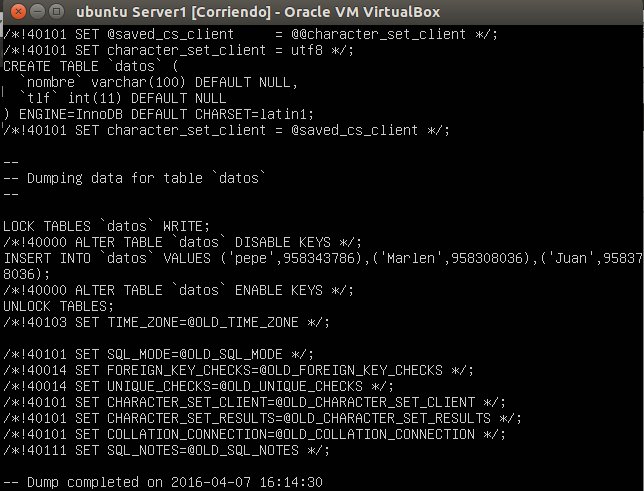 ubuntu Server1 [Corriendo] - Oracle VM VirtualBox
/*!40101 SET @saved_cs_client     = @@character_set_client */;
/*!40101 SET character_set_client = utf8 */;
CREATE TABLE `datos` (
  `nombre` varchar(100) DEFAULT NULL,
  `tlf` int(11) DEFAULT NULL
) ENGINE=InnoDB DEFAULT CHARSET=latin1;
/*!40101 SET character_set_client = @saved_cs_client */;
--
-- Dumping data for table `datos`
--
LOCK TABLES `datos` WRITE;
/*!40000 ALTER TABLE `datos` DISABLE KEYS */;
INSERT INTO `datos` VALUES ('pepe',958343786),('Marlen',958308036),('Juan',95837
8036);
/*!40000 ALTER TABLE `datos` ENABLE KEYS */;
UNLOCK TABLES;
/*!40103 SET TIME_ZONE=@OLD_TIME_ZONE */;
/*!40101 SET SQL_MODE=@OLD_SQL_MODE */;
/*!40014 SET FOREIGN_KEY_CHECKS=@OLD_FOREIGN_KEY_CHECKS */;
/*!40014 SET UNIQUE_CHECKS=@OLD_UNIQUE_CHECKS */;
/*!40101 SET CHARACTER_SET_CLIENT=@OLD_CHARACTER_SET_CLIENT */;
/*!40101 SET CHARACTER_SET_RESULTS=@OLD_CHARACTER_SET_RESULTS */;
/*!40101 SET COLLATION_CONNECTION=@OLD_COLLATION_CONNECTION */;
/*!40111 SET SQL_NOTES=@OLD_SQL_NOTES */;
-- Dump completed on 2016-04-07 16:14:30